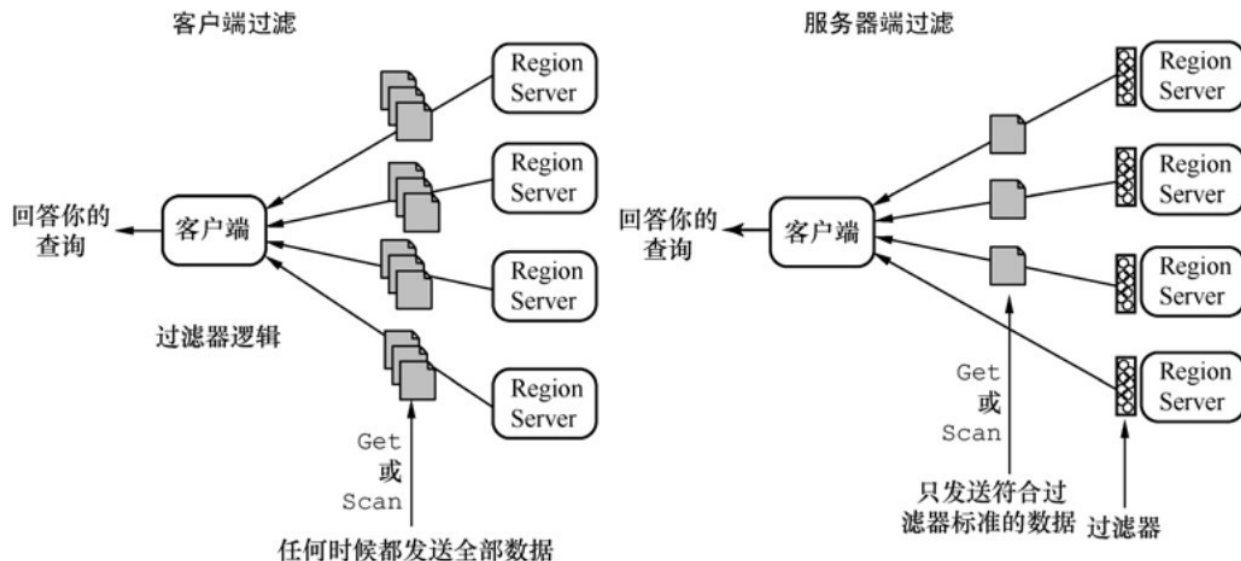 客户端过滤
Region
Server
Region
Server
回答你的
查询
客户端
Region
Server
过滤器逻辑
Region
Server
Get
或
Scan
任何时候都发送全部数据
服务器端过滤
Region
Server
Region
Server
回答你的
查询
客户端
Region
Server
Region
Server
Get
或
Scan
只发送符合过
滤器标准的数据
过滤器